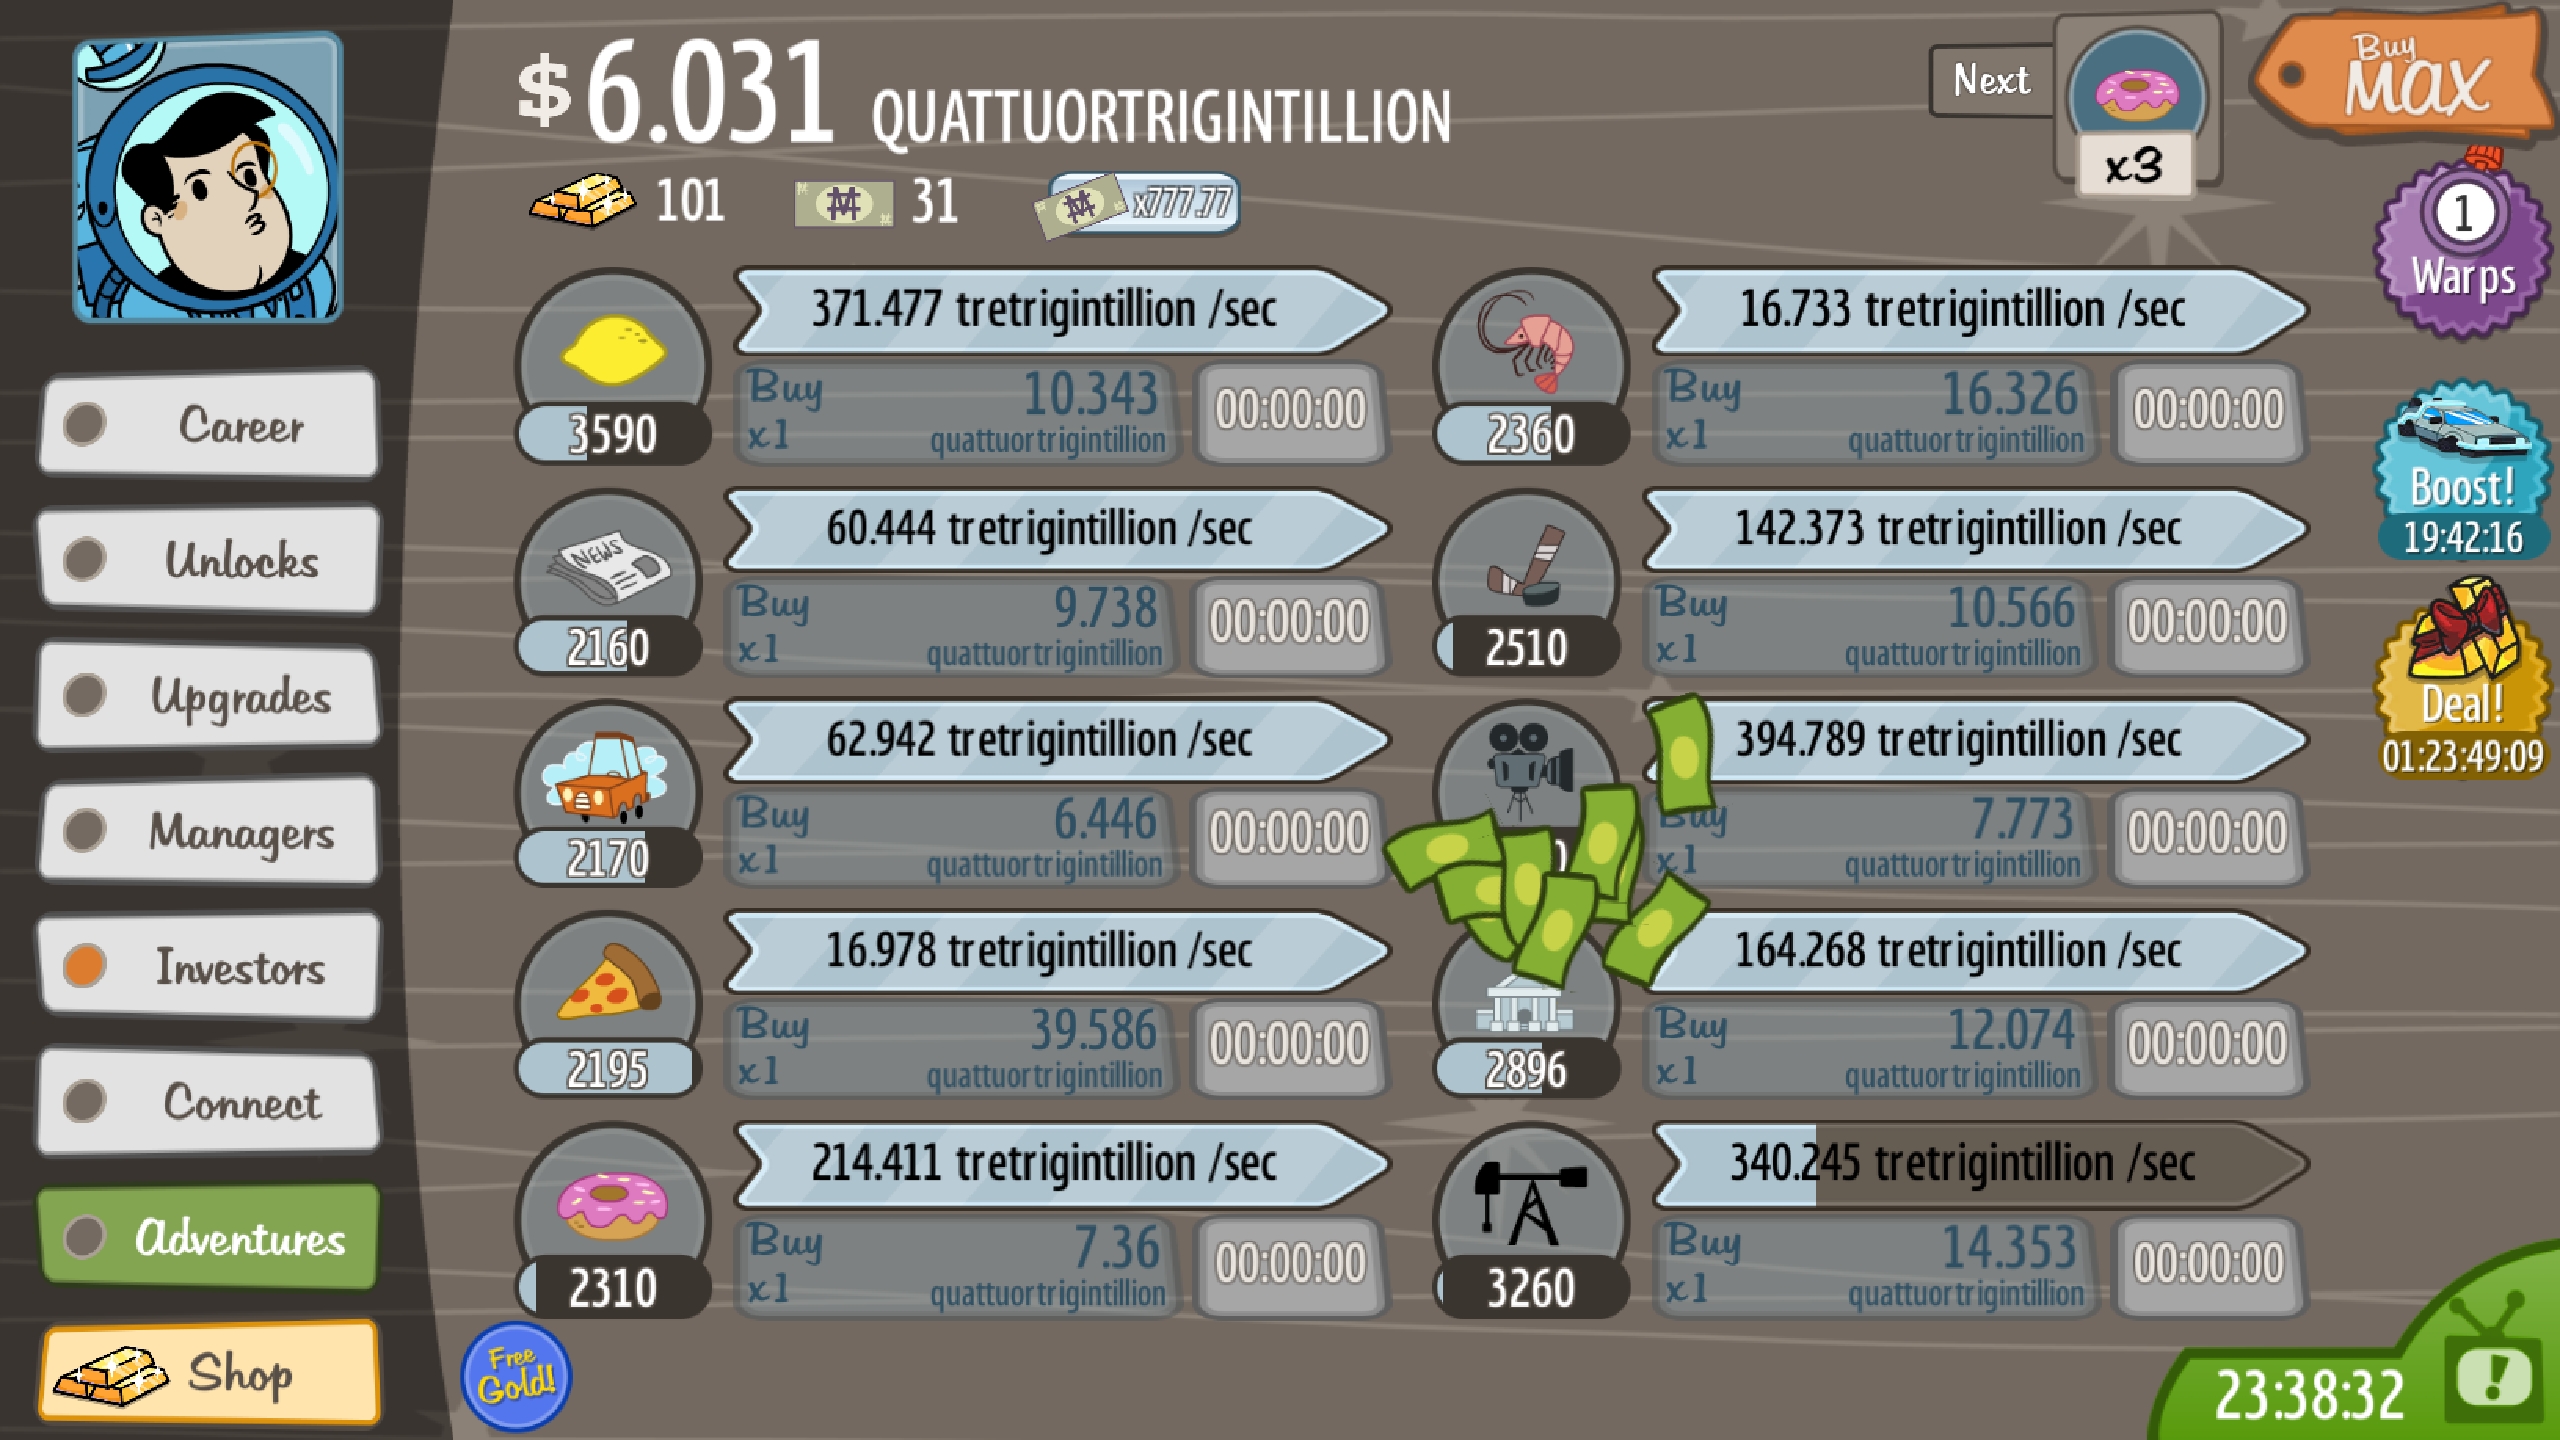 $6.031 QUATTUORTRIGINTILLION
101 31 x777.77
Next
x3
Buy
MAX
1
Warps
Boost!
19:42:16
Deal!
01:23:49:09
Career
Unlocks
Upgrades
Managers
Investors
Connect
Adventures
Shop
371.477 tretrigintillion /sec
3590
Buy 10.343
x1 quattuortrigintillion
00:00:00
NEWS
60.444 tretrigintillion /sec
2160
Buy 9.738
x1 quattuortrigintillion
00:00:00
62.942 tretrigintillion /sec
2170
Buy 6.446
x1 quattuortrigintillion
00:00:00
16.978 tretrigintillion /sec
2195
Buy 39.586
x1 quattuortrigintillion
00:00:00
214.411 tretrigintillion /sec
2310
Buy 7.36
x1 quattuortrigintillion
00:00:00
16.733 tretrigintillion /sec
2360
Buy 16.326
x1 quattuortrigintillion
00:00:00
142.373 tretrigintillion /sec
2510
Buy 10.566
x1 quattuortrigintillion
00:00:00
394.789 tretrigintillion /sec
Buy 7.773
x1 quattuortrigintillion
00:00:00
164.268 tretrigintillion /sec
2896
Buy 12.074
x1 quattuortrigintillion
00:00:00
340.245 tretrigintillion /sec
3260
Buy 14.353
x1 quattuortrigintillion
00:00:00
Free
Gold!
23:38:32
!